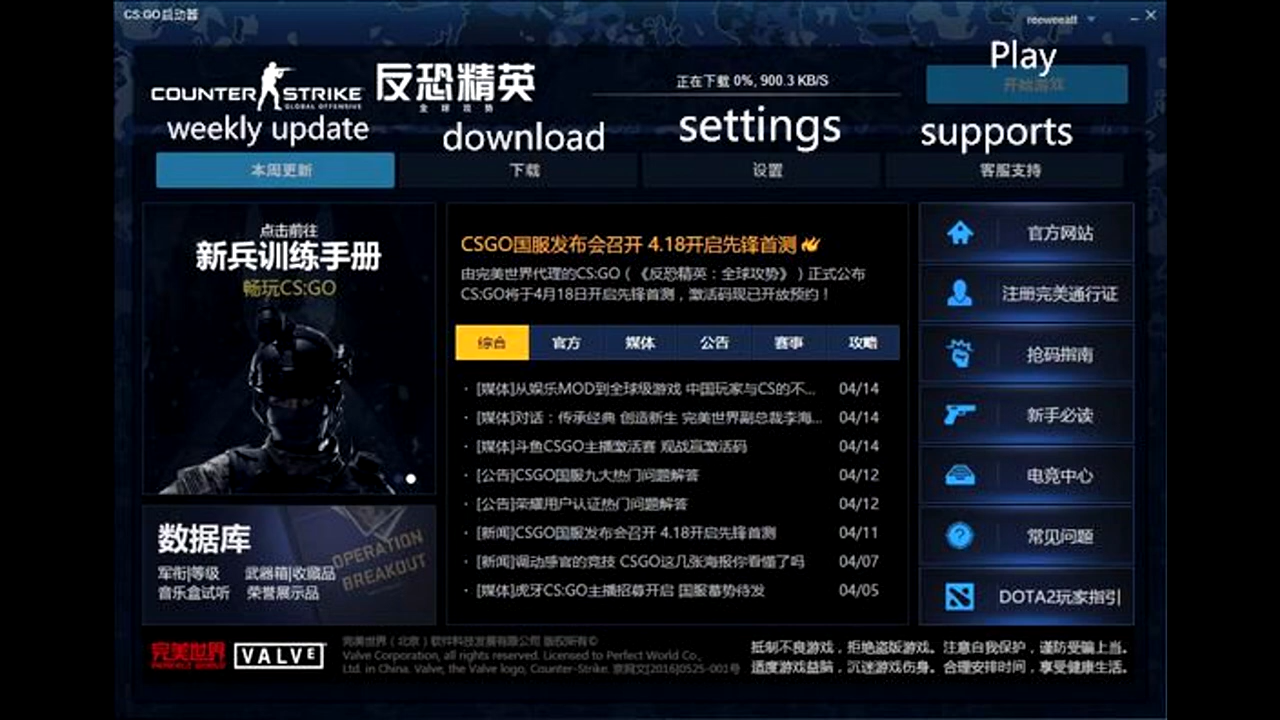 CS:GO启动器
reeweeatt
Play
开始游戏
COUNTER STRIKE
GLOBAL OFFENSIVE
反恐精英
全球攻势
正在下载 0%, 900.3 KB/S
weekly update
download
settings
supports
本周更新
下载
设置
客服支持
点击前往
新兵训练手册
畅玩CS:GO
数据库
军衔|等级 武器箱|收藏品
音乐盒试听 荣誉展示品
OPERATION
BREAKOUT
CSGO国服发布会召开 4.18开启先锋首测
由完美世界代理的CS:GO（《反恐精英：全球攻势》）正式公布
CS:GO将于4月18日开启先锋首测，激活码现已开放预约！
综合 官方 媒体 公告 赛事 攻略
· [媒体]从娱乐MOD到全球级游戏 中国玩家与CS的不... 04/14
· [媒体]对话：传承经典 创造新生 完美世界副总裁李海... 04/14
· [媒体]斗鱼CSGO主播激活赛 观战赢激活码 04/14
· [公告]CSGO国服九大热门问题解答 04/12
· [公告]荣耀用户认证热门问题解答 04/12
· [新闻]CSGO国服发布会召开 4.18开启先锋首测 04/11
· [新闻]调动感官的竞技 CSGO这几张海报你看懂了吗 04/07
· [媒体]虎牙CS:GO主播招募开启 国服蓄势待发 04/05
官方网站
注册完美通行证
抢码指南
新手必读
电竞中心
常见问题
DOTA2玩家指引
完美世界
PERFECT WORLD
VALVE
完美世界（北京）软件科技发展有限公司 版权所有©
Valve Corporation, all rights reserved. Licensed to Perfect World Co.,
Ltd. in China. Valve, the Valve logo, Counter-Strike. 京网文[2016]0525-001号
抵制不良游戏，拒绝盗版游戏。注意自我保护，谨防受骗上当。
适度游戏益脑，沉迷游戏伤身。合理安排时间，享受健康生活。